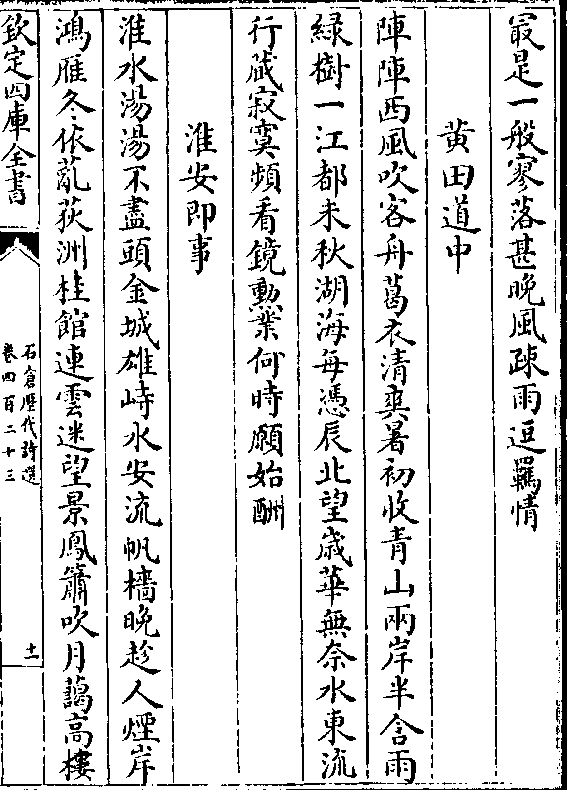 最是一般寥落甚晚風疎雨逗羈情
黄田道中
陣陣西風吹客舟葛衣清爽暑初收青山兩岸半含雨
緑樹一江都未秋湖海每憑辰北望歳華無奈水東流
行藏寂寞頻看鏡勲業何時願始酬
淮安即事
淮水湯湯不盡頭金城雄峙水安流帆檣晚趁人煙岸
鴻雁冬依亂荻洲桂館連雲迷望景鳳簫吹月藹高樓
欽定四庫全書
石倉歴代詩選
卷四百二十三
十一